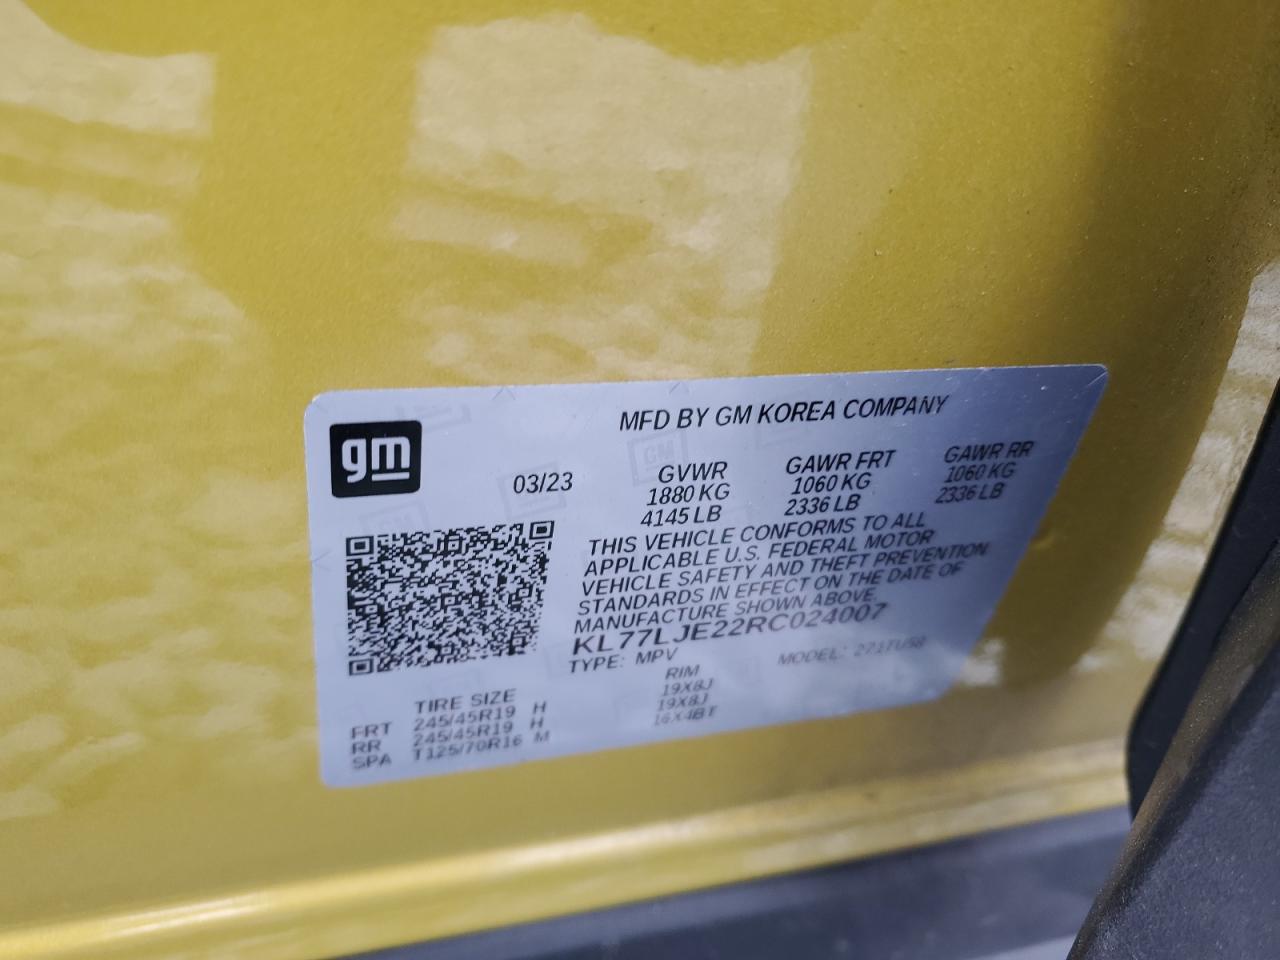 MFD BY GM KOREA COMPANY
gm
03/23
GVWR GAWR FRT GAWR RR
1880 KG 1060 KG 1060 KG
4145 LB 2336 LB 2336 LB
THIS VEHICLE CONFORMS TO ALL
APPLICABLE U.S. FEDERAL MOTOR
VEHICLE SAFETY AND THEFT PREVENTION
STANDARDS IN EFFECT ON THE DATE OF
MANUFACTURE SHOWN ABOVE.
KL77LJE22RC024007
TYPE: MPV MODEL: 271TU58
TIRE SIZE RIM
FRT 245/45R19 H 19X8J
RR 245/45R19 H 19X8J
SPA T125/70R16 M 16X4BT